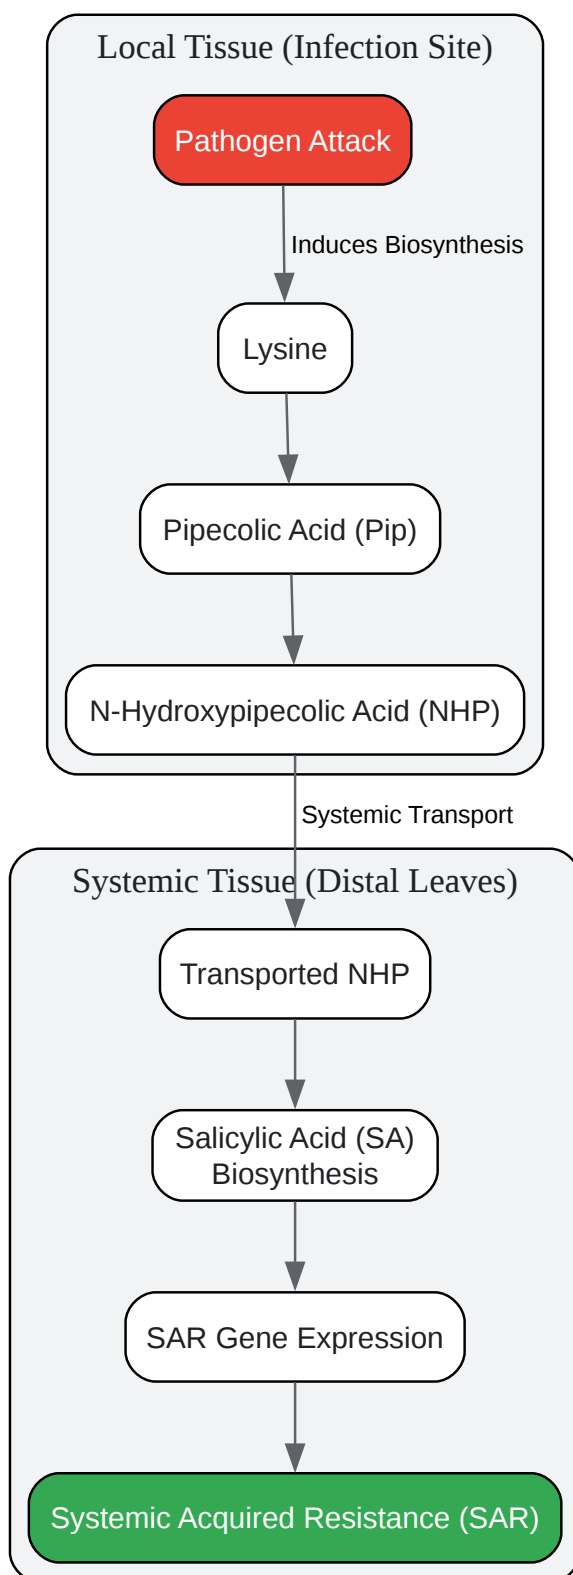 Local Tissue (Infection Site)
Pathogen Attack
Induces Biosynthesis
Lysine
Pipecolic Acid (Pip)
N-Hydroxypipecolic Acid (NHP)
Systemic Transport
Systemic Tissue (Distal Leaves)
Transported NHP
Salicylic Acid (SA)
Biosynthesis
SAR Gene Expression
Systemic Acquired Resistance (SAR)